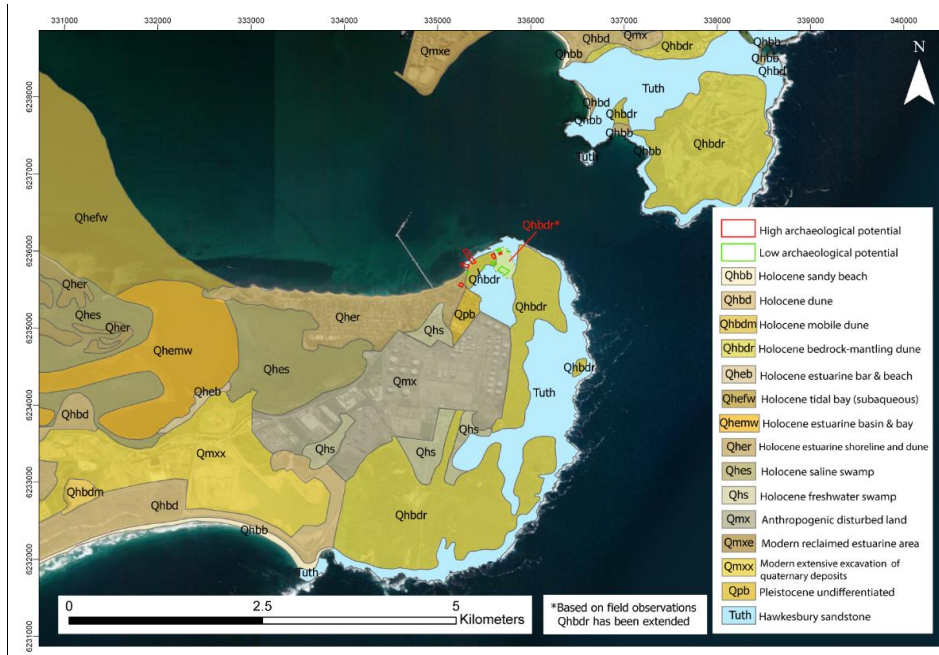 331000 332000 333000 334000 335000 336000 337000 338000 339000 340000
6238000
6237000
6236000
6235000
6234000
6233000
6232000
6231000
N
Qmxe
Qhbd
Qmx
Qhbdr
Qhbb
Qhbb
Qhbb
Qhbd
Tuth
Qhbd
Qhbdr
Qhbb
Qhbb
Qhbb
Qhbdr
Tuth
Qhefw
Qhbdr*
Qhbdr
Qher
Qhes
Qher
Qher
Qhs
Qpb
Qhbdr
Qhemw
Qhes
Qheb
Qmx
Qhbdr
Tuth
Qhbd
Qhs
Qhs
Qhs
Qmxx
Qhbdm
Qhbd
Qhbb
Qhbdr
Tuth
High archaeological potential
Low archaeological potential
Qhbb Holocene sandy beach
Qhbd Holocene dune
Qhbdm Holocene mobile dune
Qhbdr Holocene bedrock-mantling dune
Qheb Holocene estuarine bar & beach
Qhefw Holocene tidal bay (subaqueous)
Qhemw Holocene estuarine basin & bay
Qher Holocene estuarine shoreline and dune
Qhes Holocene saline swamp
Qhs Holocene freshwater swamp
Qmx Anthropogenic disturbed land
Qmxe Modern reclaimed estuarine area
Qmxx Modern extensive excavation of
quaternary deposits
Qpb Pleistocene undifferentiated
Tuth Hawkesbury sandstone
0 2.5 5
Kilometers
*Based on field observations
Qhbdr has been extended